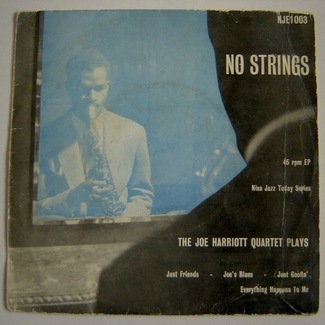 NJE1003
NO STRINGS
45 rpm EP
Nixa Jazz Today Series
THE JOE HARRIOTT QUARTET PLAYS
Just Friends - Joe's Blues - Just Goofin'
Everything Happens To Me